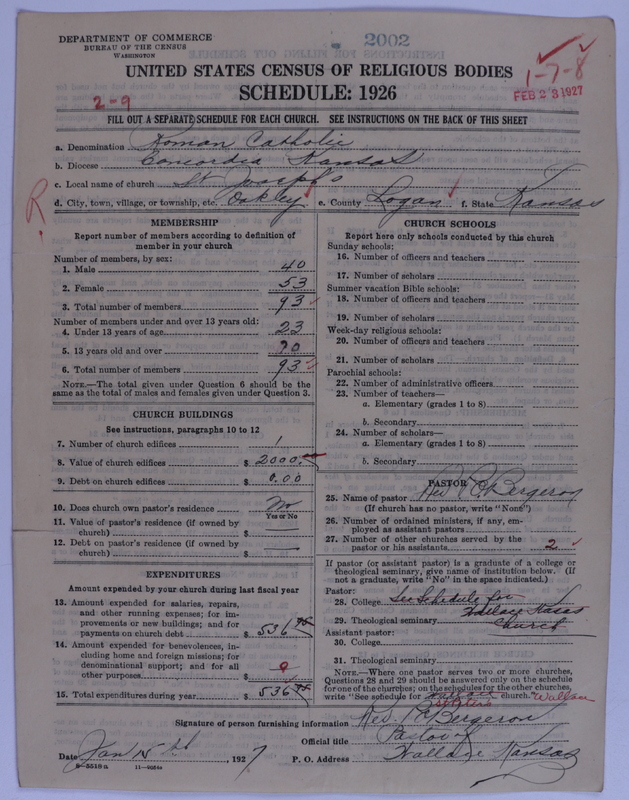 DEPARTMENT OF COMMERCE
BUREAU OF THE CENSUS
WASHINGTON
2002
UNITED STATES CENSUS OF RELIGIOUS BODIES
SCHEDULE: 1926
1-7-8
FEB 23 1927
2-9
FILL OUT A SEPARATE SCHEDULE FOR EACH CHURCH. SEE INSTRUCTIONS ON THE BACK OF THIS SHEET
a. Denomination Roman Catholic
b. Diocese Concordia Kansas
c. Local name of church St Joseph's
d. City, town, village, or township, etc. Oakley e. County Logan f. State Kansas
R
MEMBERSHIP
Report number of members according to definition of
member in your church
Number of members, by sex:
1. Male 40
2. Female 53
3. Total number of members 93
Number of members under and over 13 years old:
4. Under 13 years of age 23
5. 13 years old and over 70
6. Total number of members 93
NOTE.—The total given under Question 6 should be the
same as the total of males and females given under Question 3.
CHURCH BUILDINGS
See instructions, paragraphs 10 to 12
7. Number of church edifices 1
8. Value of church edifices $ 2000.
9. Debt on church edifices $ 0.00
10. Does church own pastor's residence No
Yes or No
11. Value of pastor's residence (if owned by
church) $
12. Debt on pastor's residence (if owned by
church) $
EXPENDITURES
Amount expended by your church during last fiscal year
13. Amount expended for salaries, repairs,
and other running expenses; for im-
provements or new buildings; and for
payments on church debt $ 536
14. Amount expended for benevolences, in-
cluding home and foreign missions; for
denominational support; and for all
other purposes
15. Total expenditures during year $ 536
CHURCH SCHOOLS
Report here only schools conducted by this church
Sunday schools:
16. Number of officers and teachers
17. Number of scholars
Summer vacation Bible schools:
18. Number of officers and teachers
19. Number of scholars
Week-day religious schools:
20. Number of officers and teachers
21. Number of scholars
Parochial schools:
22. Number of administrative officers
23. Number of teachers—
a. Elementary (grades 1 to 8)
b. Secondary
24. Number of scholars—
a. Elementary (grades 1 to 8)
b. Secondary
PASTOR
25. Name of pastor Rev P C Bergeron
(If church has no pastor, write "None")
26. Number of ordained ministers, if any, em-
ployed as assistant pastors
27. Number of other churches served by the
pastor or his assistants 2
If pastor (or assistant pastor) is a graduate of a college or
theological seminary, give name of institution below. (If
not a graduate, write "No" in the space indicated.)
Pastor:
28. College See Schedule for
Wallace Kansas
29. Theological seminary Church
Assistant pastor:
30. College
31. Theological seminary
NOTE.—Where one pastor serves two or more churches,
Questions 28 and 29 should be answered only on the schedule
for one of the churches; on the schedules for the other churches,
write "See schedule for Wallace church." Wallace
Signature of person furnishing information Rev. P C Bergeron
Official title Pastor of
Date Jan 15th, 1927 P. O. Address Wallace Kansas
8-5518 a 11-9064a